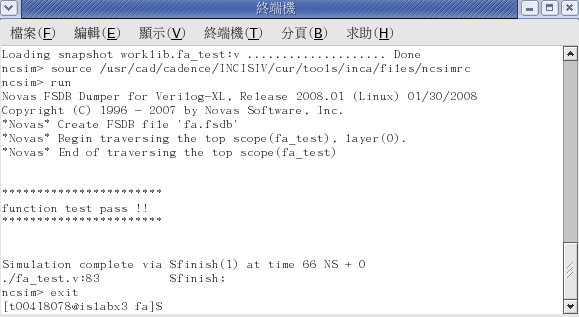 終端機
檔案(F) 編輯(E) 顯示(V) 終端機(T) 分頁(B) 求助(H)
Loading snapshot worklib.fa_test:v .................... Done
ncsim> source /usr/cad/cadence/INCISIV/cur/tools/inca/files/ncsimrc
ncsim> run
Novas FSDB Dumper for Verilog-XL, Release 2008.01 (Linux) 01/30/2008
Copyright (C) 1996 - 2007 by Novas Software, Inc.
*Novas* Create FSDB file 'fa.fsdb'
*Novas* Begin traversing the top scope(fa_test), layer(0).
*Novas* End of traversing the top scope(fa_test)
***********************
function test pass !!
***********************
Simulation complete via $finish(1) at time 66 NS + 0
./fa_test.v:83 $finish;
ncsim> exit
[t00418078@islabx3 fa]$